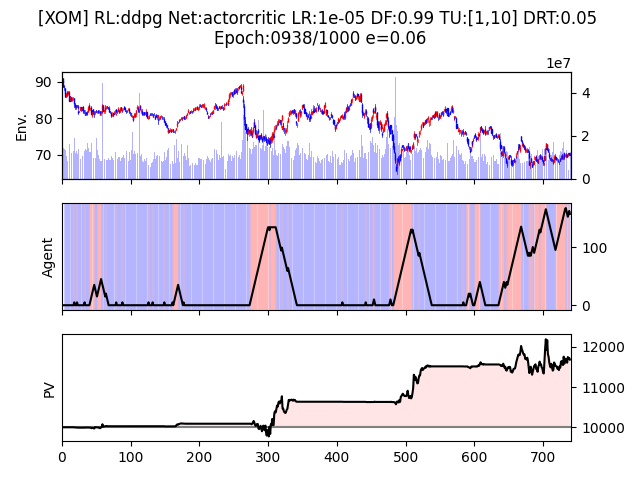 [XOM] RL:ddpg Net:actorcritic LR:1e-05 DF:0.99 TU:[1,10] DRT:0.05
Epoch:0938/1000 e=0.06
1e7
90
80
70
Env.
4
2
0
Agent
100
0
PV
12000
11000
10000
0 100 200 300 400 500 600 700